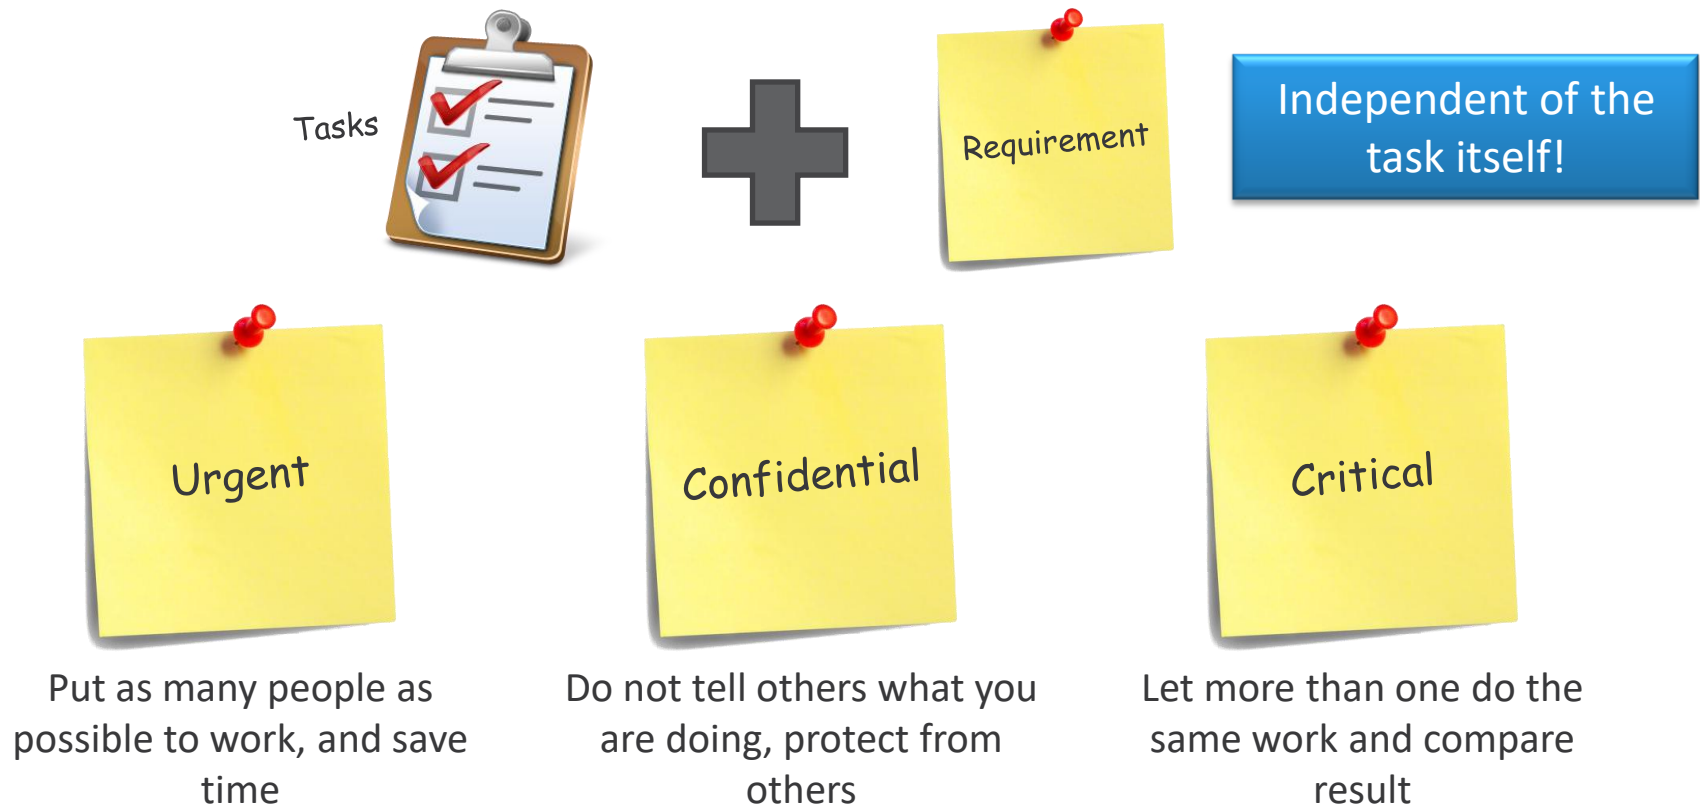 Tasks
Requirement
Independent of the
task itself!
Urgent
Confidential
Critical
Put as many people as
possible to work, and save
time
Do not tell others what you
are doing, protect from
others
Let more than one do the
same work and compare
result